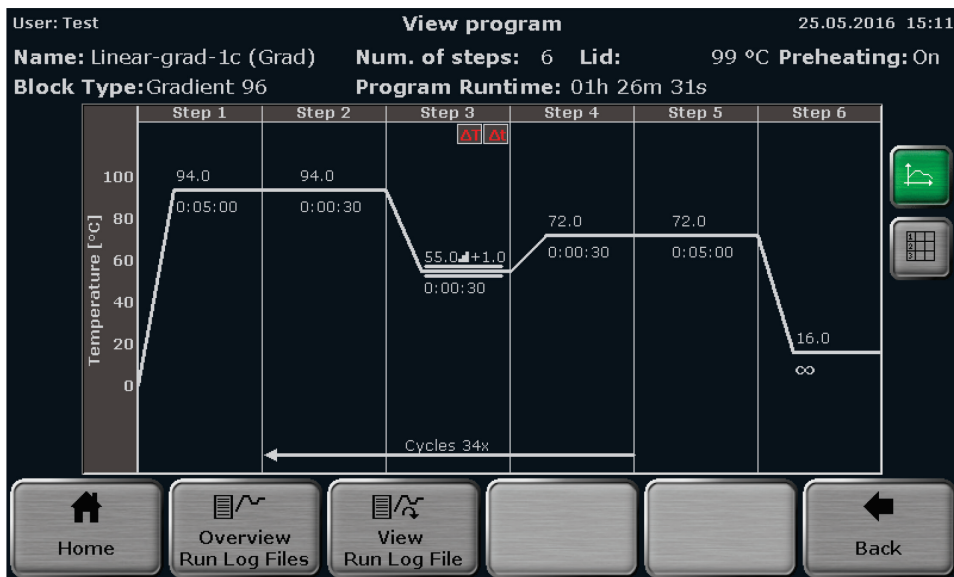 User: Test View program 25.05.2016 15:11
Name: Linear-grad-1c (Grad) Num. of steps: 6 Lid: 99 °C Preheating: On
Block Type: Gradient 96 Program Runtime: 01h 26m 31s
Step 1 Step 2 Step 3 Step 4 Step 5 Step 6
ΔT Δt
100 94.0 94.0
80 0:05:00 0:00:30 72.0 72.0
60 55.0 +1.0 0:00:30 0:05:00
0:00:30
40
20 16.0
0 ∞
Temperature [°C]
Cycles 34x
1
2
3
Home Overview View Back
Run Log Files Run Log File